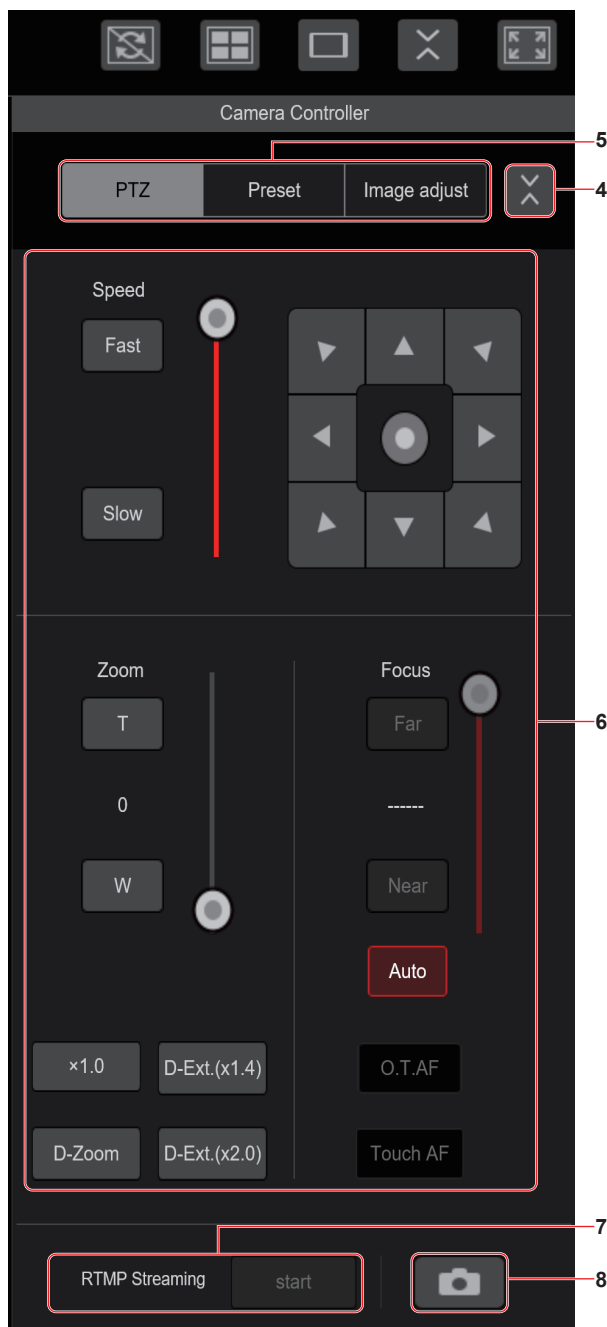 Camera Controller
5
PTZ Preset Image adjust
4
Speed
Fast
Slow
Zoom Focus
T Far
6
0 ------
W Near
Auto
×1.0 D-Ext.(x1.4) O.T.AF
D-Zoom D-Ext.(x2.0) Touch AF
7
RTMP Streaming start
8